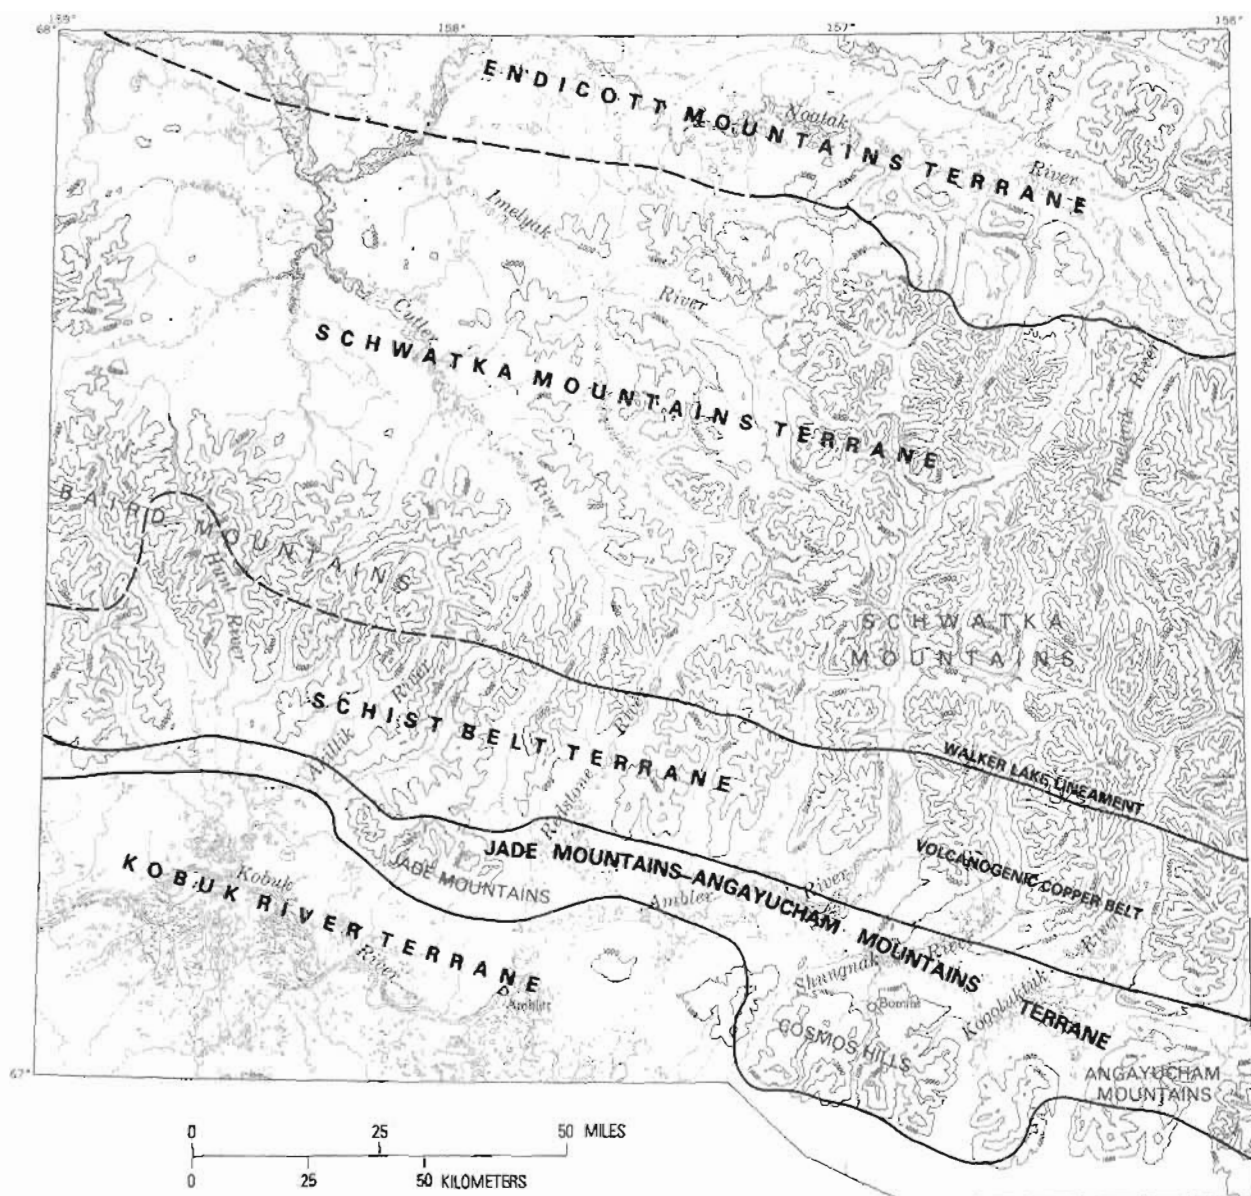 159°
158°
157°
156°
68°
ENDICOTT MOUNTAINS TERRANE
Noatak
River
Imelyak
River
Cutler
River
SCHWATKA MOUNTAINS TERRANE
River
BAIRD MOUNTAINS
Hunt
River
SCHWATKA
MOUNTAINS
SCHIST BELT TERRANE
River
River
Redstone
WALKER LAKE LINEAMENT
VOLCANOGENIC COPPER BELT
JADE MOUNTAINS–ANGAYUCHAM MOUNTAINS TERRANE
JADE MOUNTAINS
Ambler
River
KOBUK RIVER TERRANE
Kobuk
River
Shungnak
River
Kogoluktuk
River
Bornite
COSMOS HILLS
ANGAYUCHAM
MOUNTAINS
67°
0 25 50 MILES
0 25 50 KILOMETERS